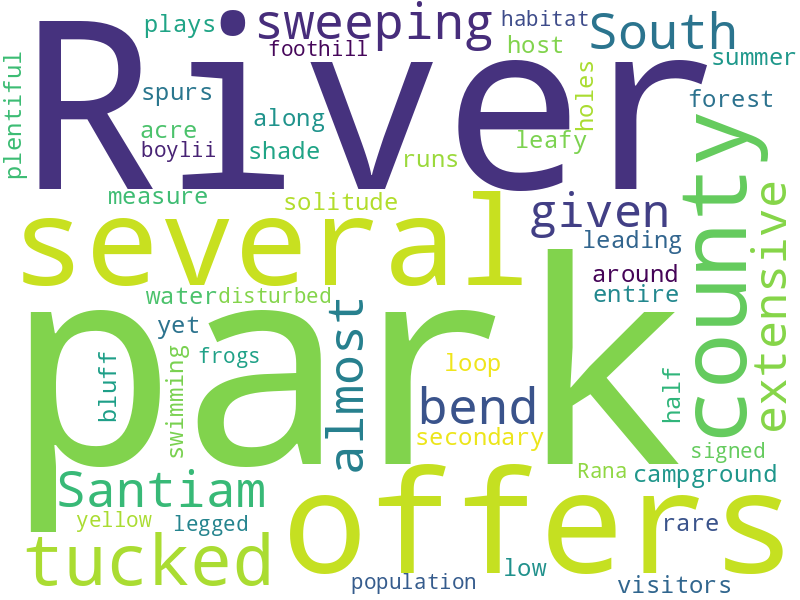 River
park
several
offers
county
tucked
South
sweeping
Santiam
given
bend
almost
extensive
plays
habitat
foothill
host
summer
plentiful
spurs
holes
forest
acre
along
boylii
shade
runs
leafy
measure
solitude
leading
around
entire
water
disturbed
yet
frogs
bluff
swimming
loop
secondary
half
signed
Rana
campground
yellow
legged
rare
low
population
visitors